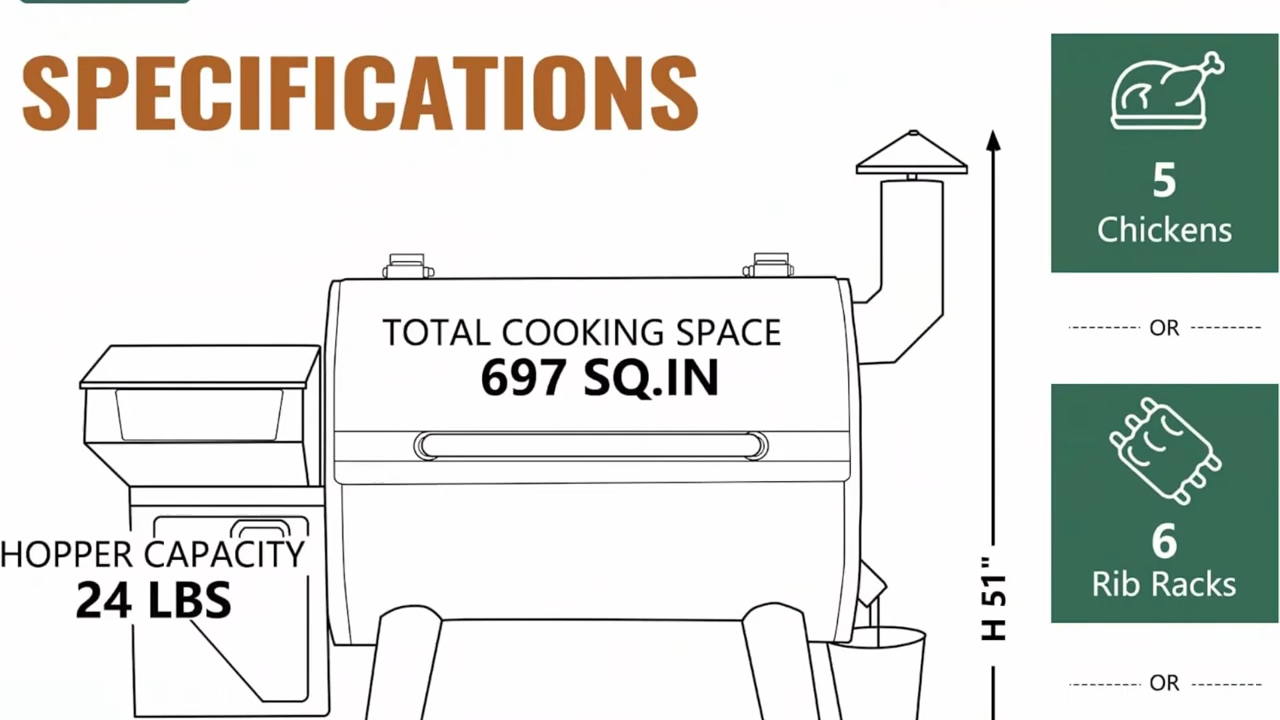 SPECIFICATIONS
TOTAL COOKING SPACE
697 SQ.IN
HOPPER CAPACITY
24 LBS
H 51"
5
Chickens
OR
6
Rib Racks
OR